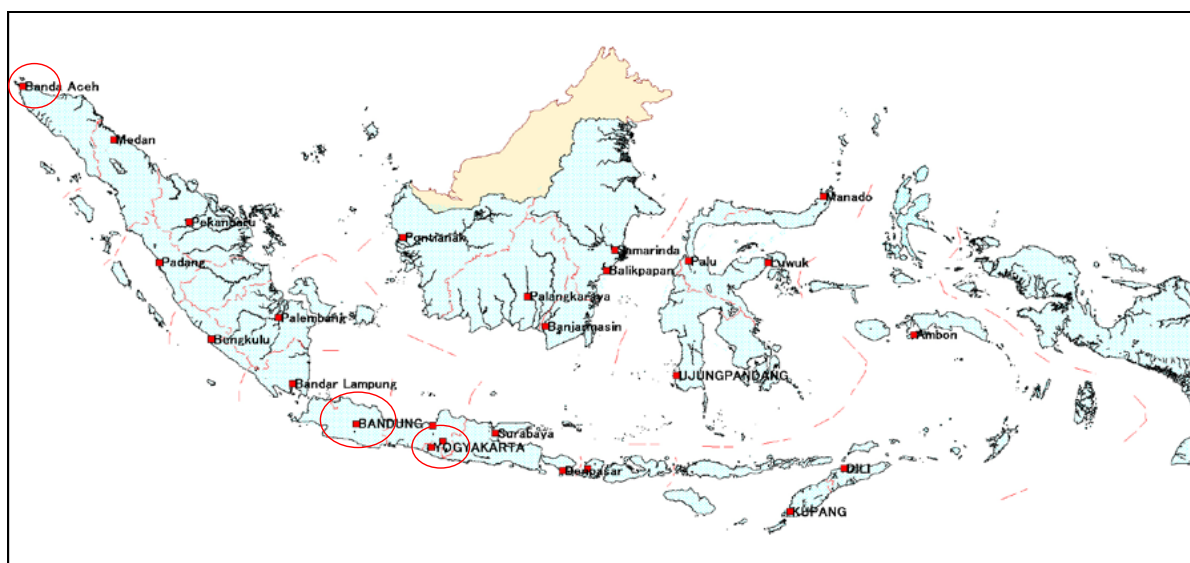 Banda Aceh
Medan
Manado
Pekanbaru
Pontianak
Samarinda
Padang
Palu
Luwuk
Balikpapan
Palangkaraya
Palembang
Banjarmasin
Ambon
Bengkulu
UJUNGPANDANG
Bandar Lampung
BANDUNG
Surabaya
YOGYAKARTA
Denpasar
DILI
KUPANG